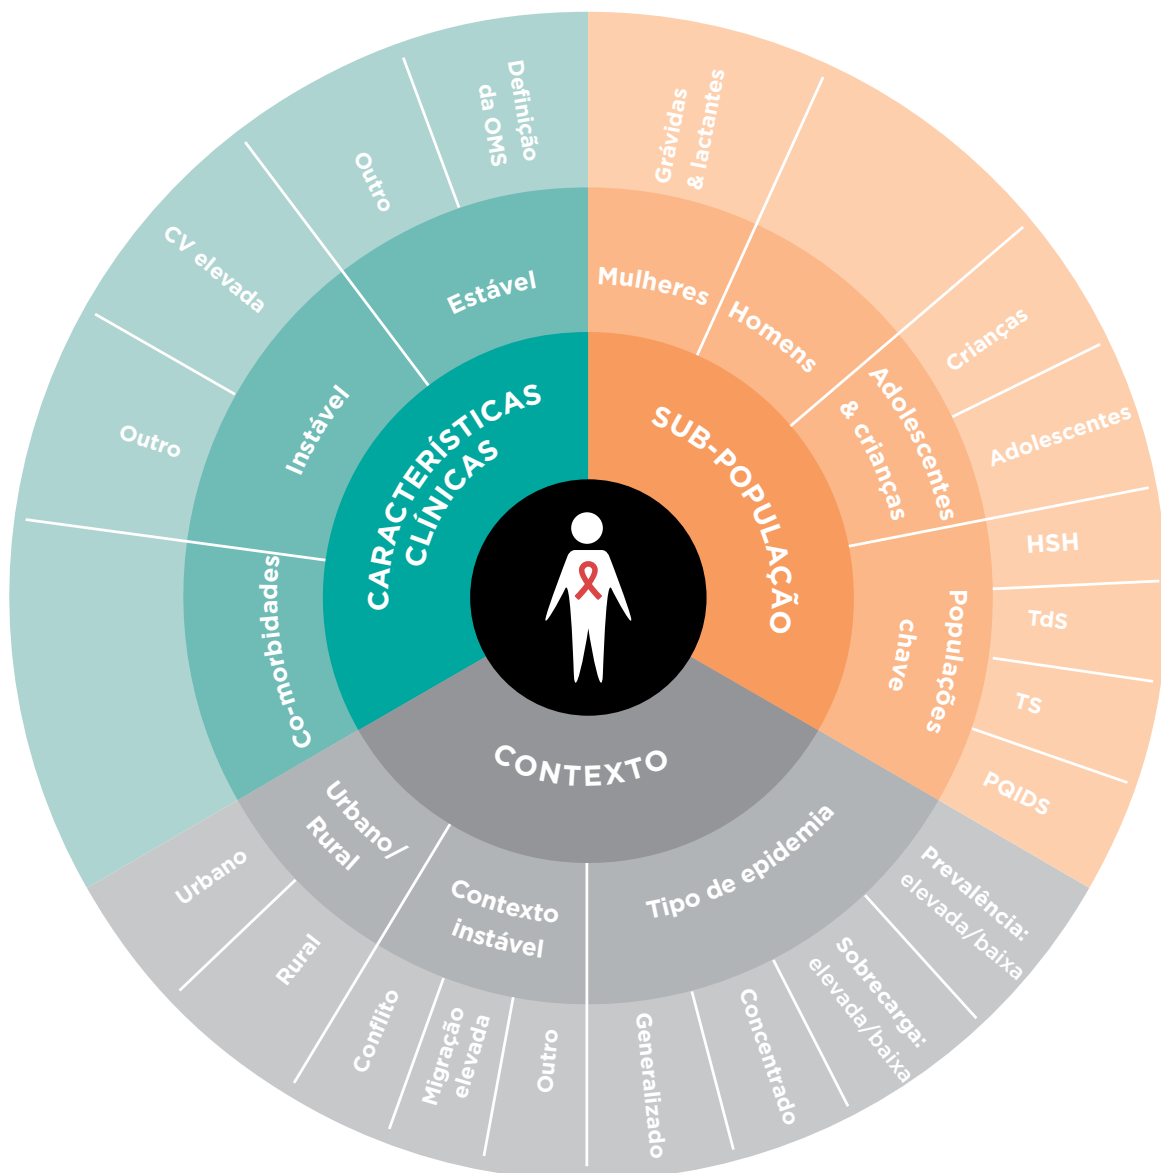 CARACTERÍSTICAS
CLÍNICAS
Estável
Definição
da OMS
Outro
Instável
CV elevada
Outro
Co-morbidades
SUB-POPULAÇÃO
Mulheres
Grávidas
& lactantes
Homens
Adolescentes
& crianças
Crianças
Adolescentes
Populações
chave
HSH
TdS
TS
PQIDS
CONTEXTO
Tipo de epidemia
Prevalência:
elevada/baixa
Sobrecarga:
elevada/baixa
Concentrado
Generalizado
Contexto
instável
Outro
Migração
elevada
Conflito
Urbano/
Rural
Rural
Urbano